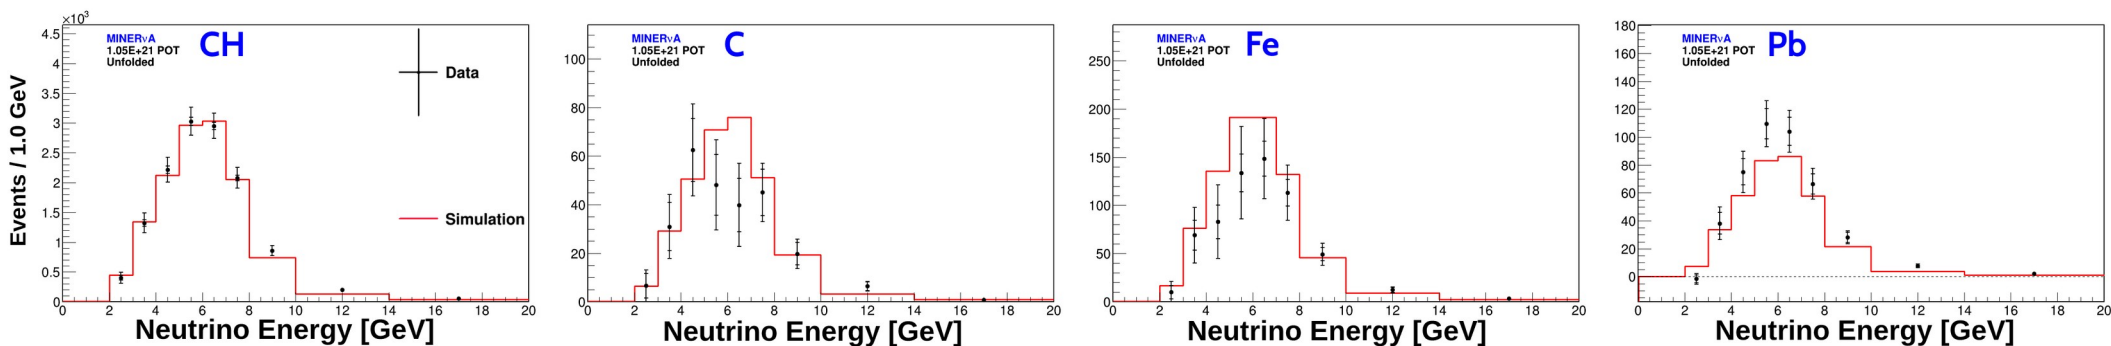 ×10³
4.5
4
3.5
3
2.5
2
1.5
1
0.5
0
Events / 1.0 GeV
MINERνA
1.05E+21 POT
Unfolded
CH
Data
Simulation
0 2 4 6 8 10 12 14 16 18 20
Neutrino Energy [GeV]
100
80
60
40
20
0
MINERνA
1.05E+21 POT
Unfolded
C
0 2 4 6 8 10 12 14 16 18 20
Neutrino Energy [GeV]
250
200
150
100
50
0
MINERνA
1.05E+21 POT
Unfolded
Fe
0 2 4 6 8 10 12 14 16 18 20
Neutrino Energy [GeV]
180
160
140
120
100
80
60
40
20
0
MINERνA
1.05E+21 POT
Unfolded
Pb
0 2 4 6 8 10 12 14 16 18 20
Neutrino Energy [GeV]